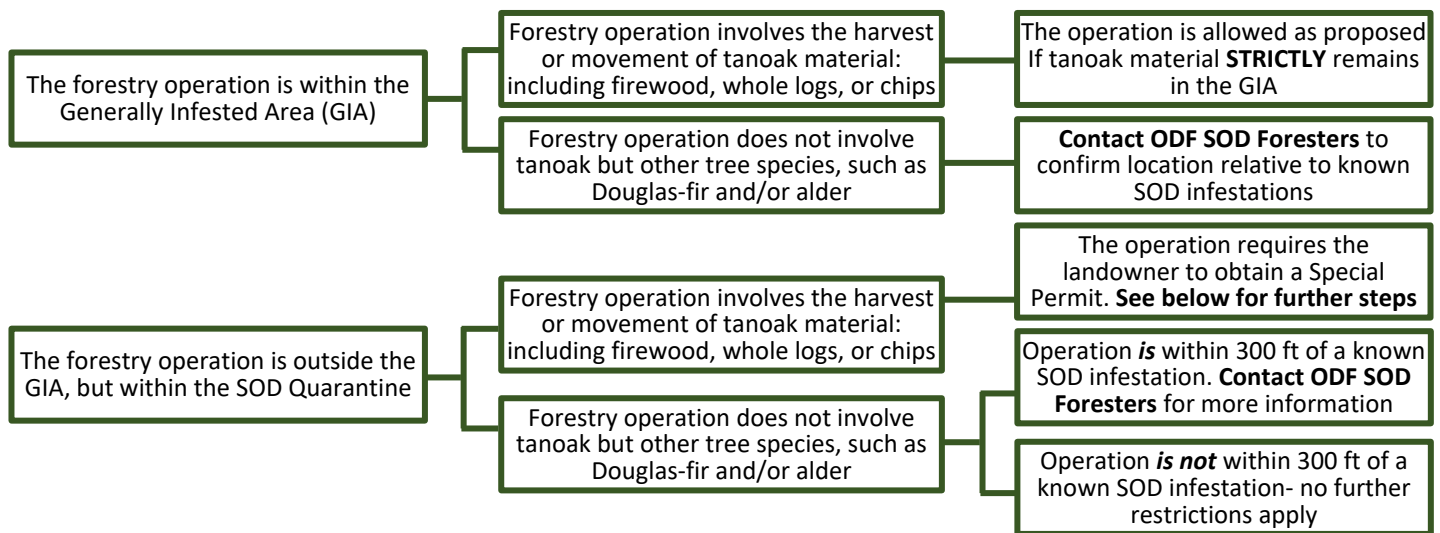 The forestry operation is within the
Generally Infested Area (GIA)
Forestry operation involves the harvest
or movement of tanoak material:
including firewood, whole logs, or chips
The operation is allowed as proposed
If tanoak material STRICTLY remains
in the GIA
Forestry operation does not involve
tanoak but other tree species, such as
Douglas-fir and/or alder
Contact ODF SOD Foresters to
confirm location relative to known
SOD infestations
The forestry operation is outside the
GIA, but within the SOD Quarantine
Forestry operation involves the harvest
or movement of tanoak material:
including firewood, whole logs, or chips
The operation requires the
landowner to obtain a Special
Permit. See below for further steps
Forestry operation does not involve
tanoak but other tree species, such as
Douglas-fir and/or alder
Operation is within 300 ft of a known
SOD infestation. Contact ODF SOD
Foresters for more information
Operation is not within 300 ft of a
known SOD infestation- no further
restrictions apply